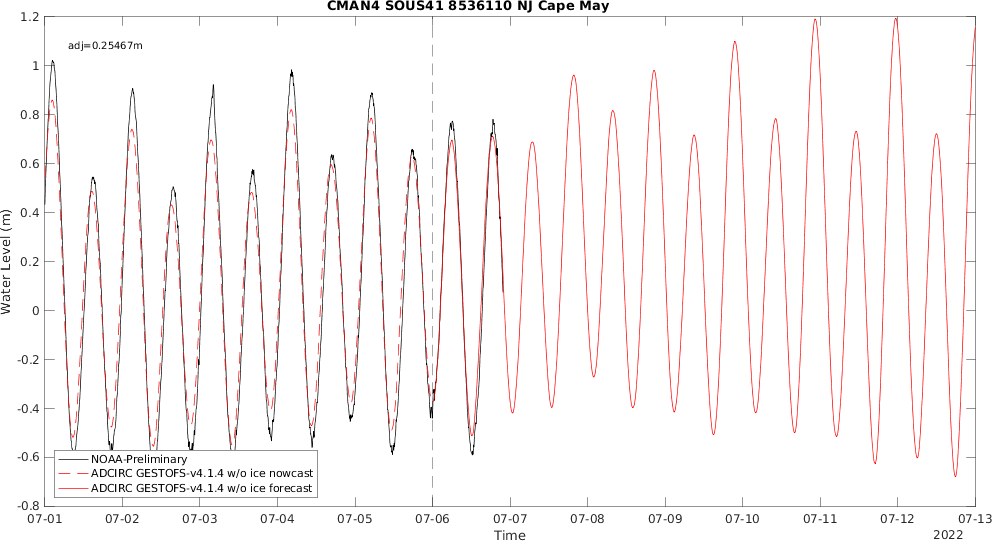 CMAN4 SOUS41 8536110 NJ Cape May
adj=0.25467m
1.2
1
0.8
0.6
0.4
0.2
0
-0.2
-0.4
-0.6
-0.8
Water Level (m)
NOAA-Preliminary
ADCIRC GESTOFS-v4.1.4 w/o ice nowcast
ADCIRC GESTOFS-v4.1.4 w/o ice forecast
07-01 07-02 07-03 07-04 07-05 07-06 07-07 07-08 07-09 07-10 07-11 07-12 07-13
Time
2022